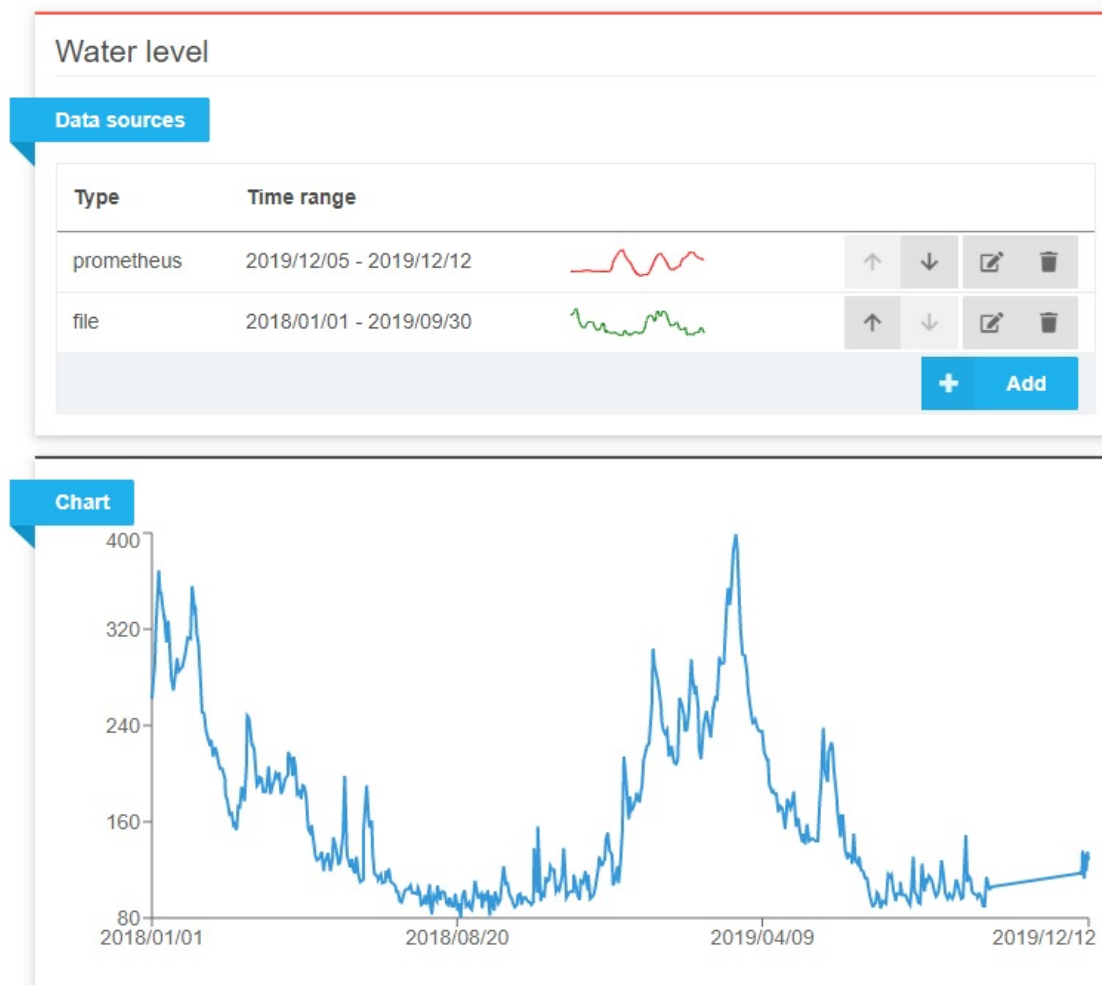 Water level
Data sources
Type Time range
prometheus 2019/12/05 - 2019/12/12
file 2018/01/01 - 2019/09/30
Add
Chart
400
320
240
160
80
2018/01/01 2018/08/20 2019/04/09 2019/12/12